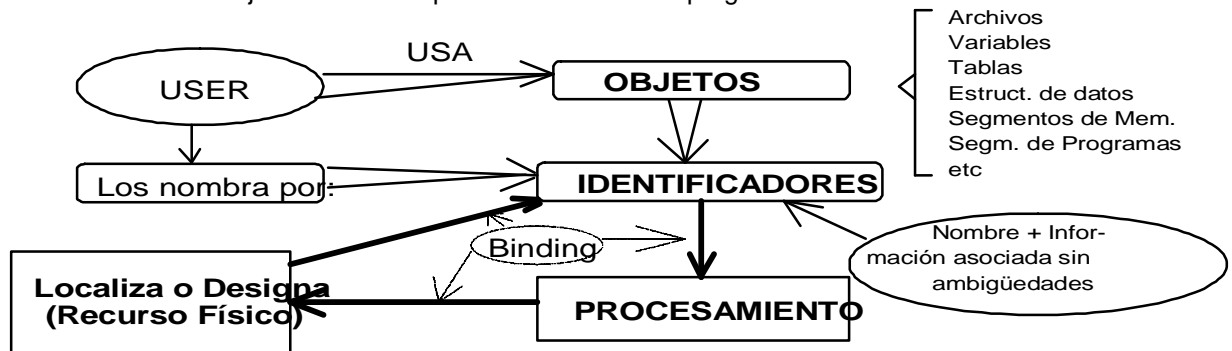 USA
USER
OBJETOS
Archivos
Variables
Tablas
Estruct. de datos
Segmentos de Mem.
Segm. de Programas
etc
Los nombra por:
IDENTIFICADORES
Binding
Nombre + Infor-
mación asociada sin
ambigüedades
Localiza o Designa
(Recurso Físico)
PROCESAMIENTO